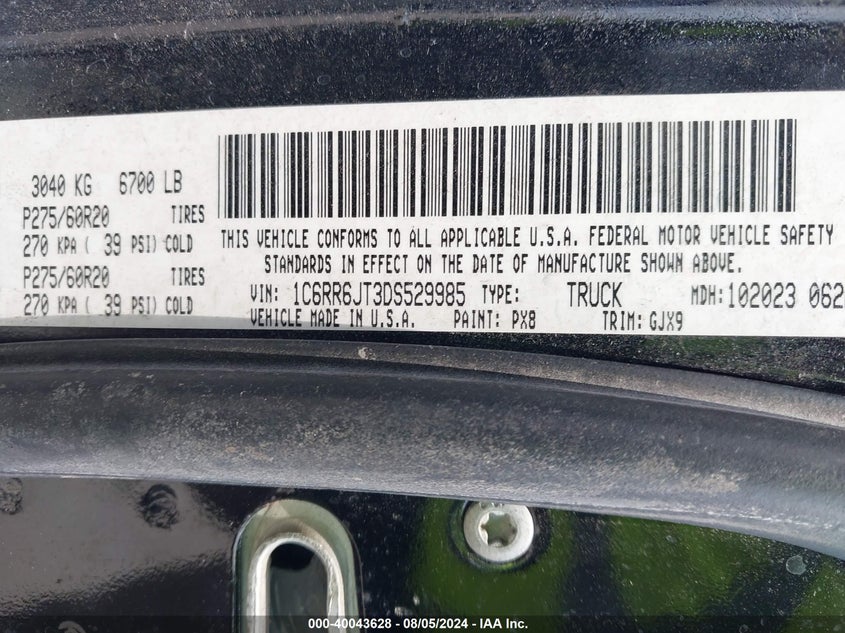 3040 KG 6700 LB
P275/60R20 TIRES
270 KPA ( 39 PSI) COLD
P275/60R20 TIRES
270 KPA ( 39 PSI) COLD
THIS VEHICLE CONFORMS TO ALL APPLICABLE U.S.A. FEDERAL MOTOR VEHICLE SAFETY
STANDARDS IN EFFECT ON THE DATE OF MANUFACTURE SHOWN ABOVE.
VIN: 1C6RR6JT3DS529985 TYPE: TRUCK MDH: 102023 062
VEHICLE MADE IN U.S.A. PAINT: PX8 TRIM: GJX9
000-40043628 - 08/05/2024 - IAA Inc.